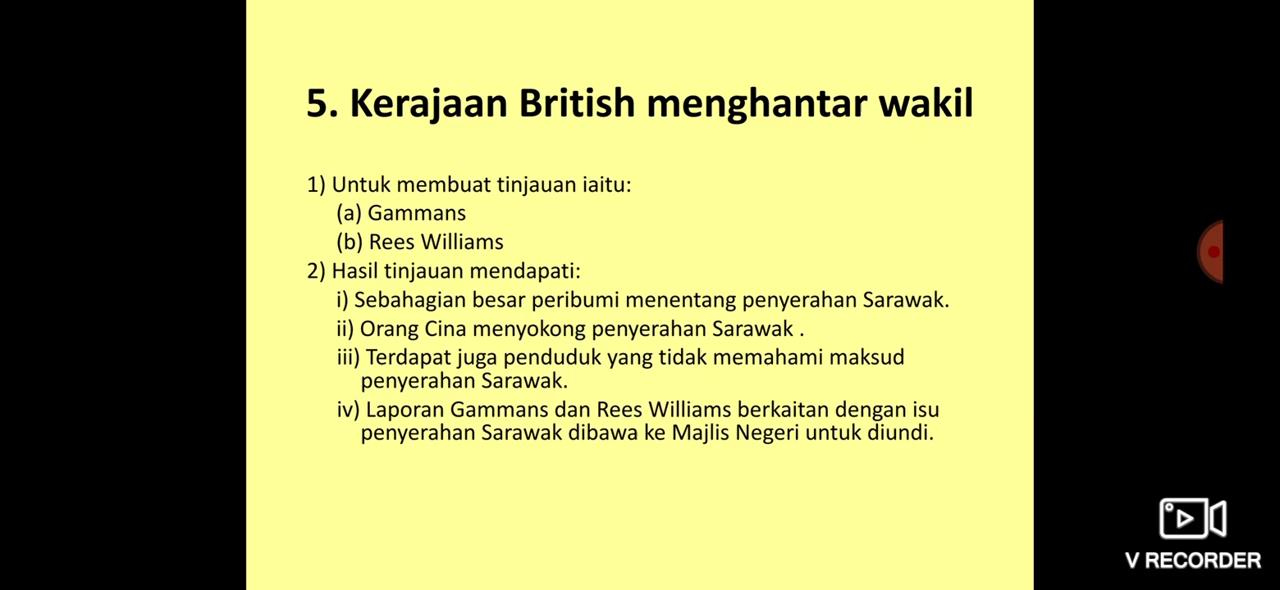 5. Kerajaan British menghantar wakil
1) Untuk membuat tinjauan iaitu:
(a) Gammans
(b) Rees Williams
2) Hasil tinjauan mendapati:
i) Sebahagian besar peribumi menentang penyerahan Sarawak.
ii) Orang Cina menyokong penyerahan Sarawak .
iii) Terdapat juga penduduk yang tidak memahami maksud
penyerahan Sarawak.
iv) Laporan Gammans dan Rees Williams berkaitan dengan isu
penyerahan Sarawak dibawa ke Majlis Negeri untuk diundi.
V RECORDER